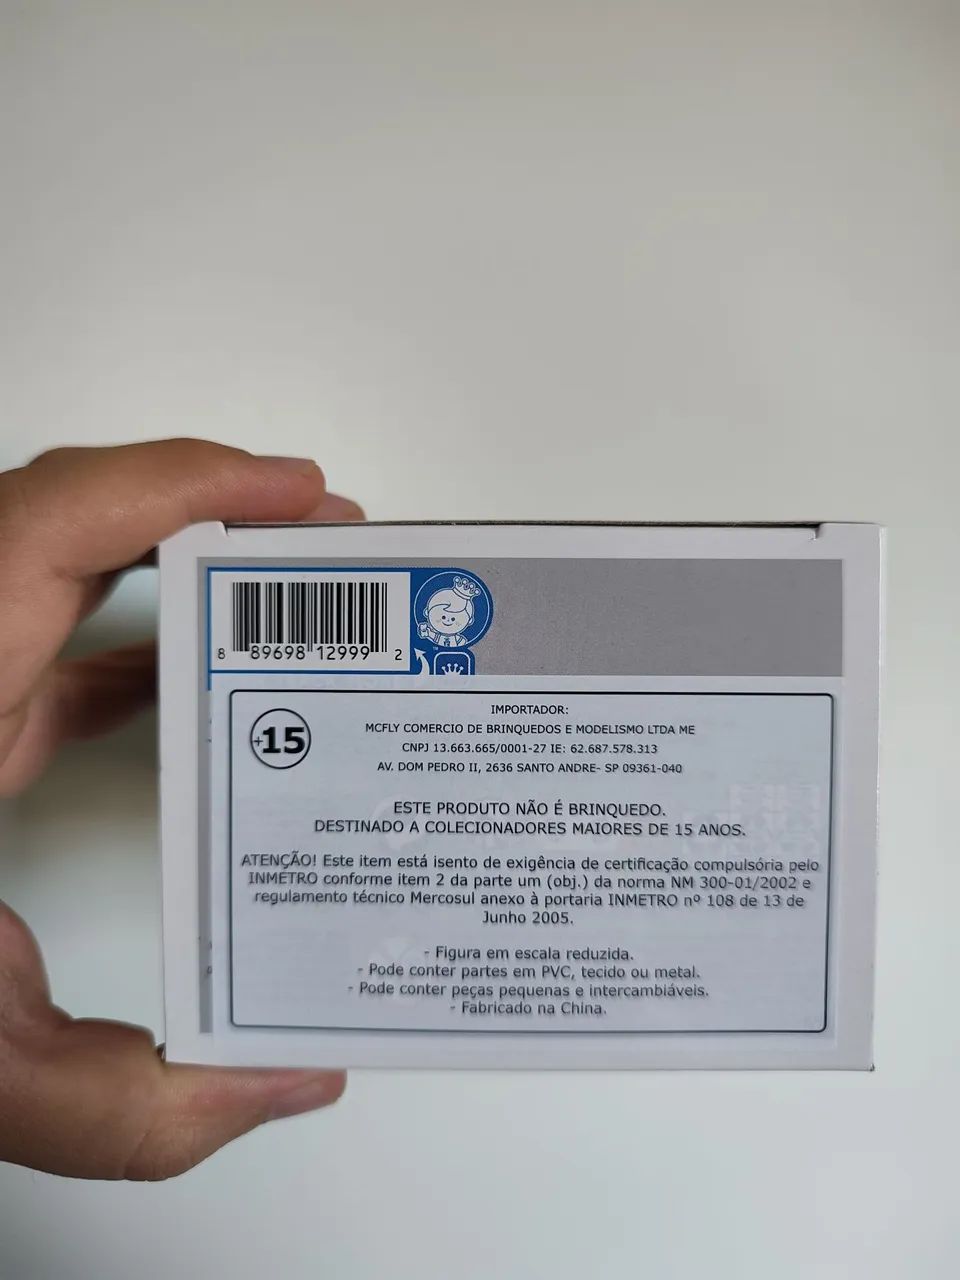 8 89698 12999 2
TM
+15
IMPORTADOR:
MCFLY COMERCIO DE BRINQUEDOS E MODELISMO LTDA ME
CNPJ 13.663.665/0001-27 IE: 62.687.578.313
AV. DOM PEDRO II, 2636 SANTO ANDRE- SP 09361-040
ESTE PRODUTO NÃO É BRINQUEDO.
DESTINADO A COLECIONADORES MAIORES DE 15 ANOS.
ATENÇÃO! Este item está isento de exigência de certificação compulsória pelo
INMETRO conforme item 2 da parte um (obj.) da norma NM 300-01/2002 e
regulamento técnico Mercosul anexo à portaria INMETRO nº 108 de 13 de
Junho 2005.
- Figura em escala reduzida.
- Pode conter partes em PVC, tecido ou metal.
- Pode conter peças pequenas e intercambiáveis.
- Fabricado na China.